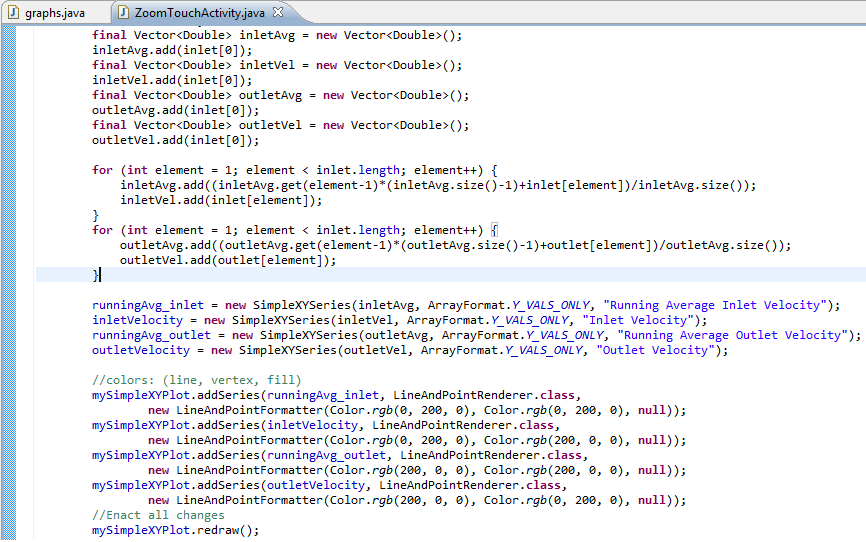 graphs.java ZoomTouchActivity.java
final Vector<Double> inletAvg = new Vector<Double>();
inletAvg.add(inlet[0]);
final Vector<Double> inletVel = new Vector<Double>();
inletVel.add(inlet[0]);
final Vector<Double> outletAvg = new Vector<Double>();
outletAvg.add(inlet[0]);
final Vector<Double> outletVel = new Vector<Double>();
outletVel.add(inlet[0]);
for (int element = 1; element < inlet.length; element++) {
inletAvg.add((inletAvg.get(element-1)*(inletAvg.size()-1)+inlet[element])/inletAvg.size());
inletVel.add(inlet[element]);
}
for (int element = 1; element < inlet.length; element++) {
outletAvg.add((outletAvg.get(element-1)*(outletAvg.size()-1)+outlet[element])/outletAvg.size());
outletVel.add(outlet[element]);
}
runningAvg_inlet = new SimpleXYSeries(inletAvg, ArrayFormat.Y_VALS_ONLY, "Running Average Inlet Velocity");
inletVelocity = new SimpleXYSeries(inletVel, ArrayFormat.Y_VALS_ONLY, "Inlet Velocity");
runningAvg_outlet = new SimpleXYSeries(outletAvg, ArrayFormat.Y_VALS_ONLY, "Running Average Outlet Velocity");
outletVelocity = new SimpleXYSeries(outletVel, ArrayFormat.Y_VALS_ONLY, "Outlet Velocity");
//colors: (line, vertex, fill)
mySimpleXYPlot.addSeries(runningAvg_inlet, LineAndPointRenderer.class,
new LineAndPointFormatter(Color.rgb(0, 200, 0), Color.rgb(0, 200, 0), null));
mySimpleXYPlot.addSeries(inletVelocity, LineAndPointRenderer.class,
new LineAndPointFormatter(Color.rgb(0, 200, 0), Color.rgb(200, 0, 0), null));
mySimpleXYPlot.addSeries(runningAvg_outlet, LineAndPointRenderer.class,
new LineAndPointFormatter(Color.rgb(200, 0, 0), Color.rgb(200, 0, 0), null));
mySimpleXYPlot.addSeries(outletVelocity, LineAndPointRenderer.class,
new LineAndPointFormatter(Color.rgb(200, 0, 0), Color.rgb(0, 200, 0), null));
//Enact all changes
mySimpleXYPlot.redraw();